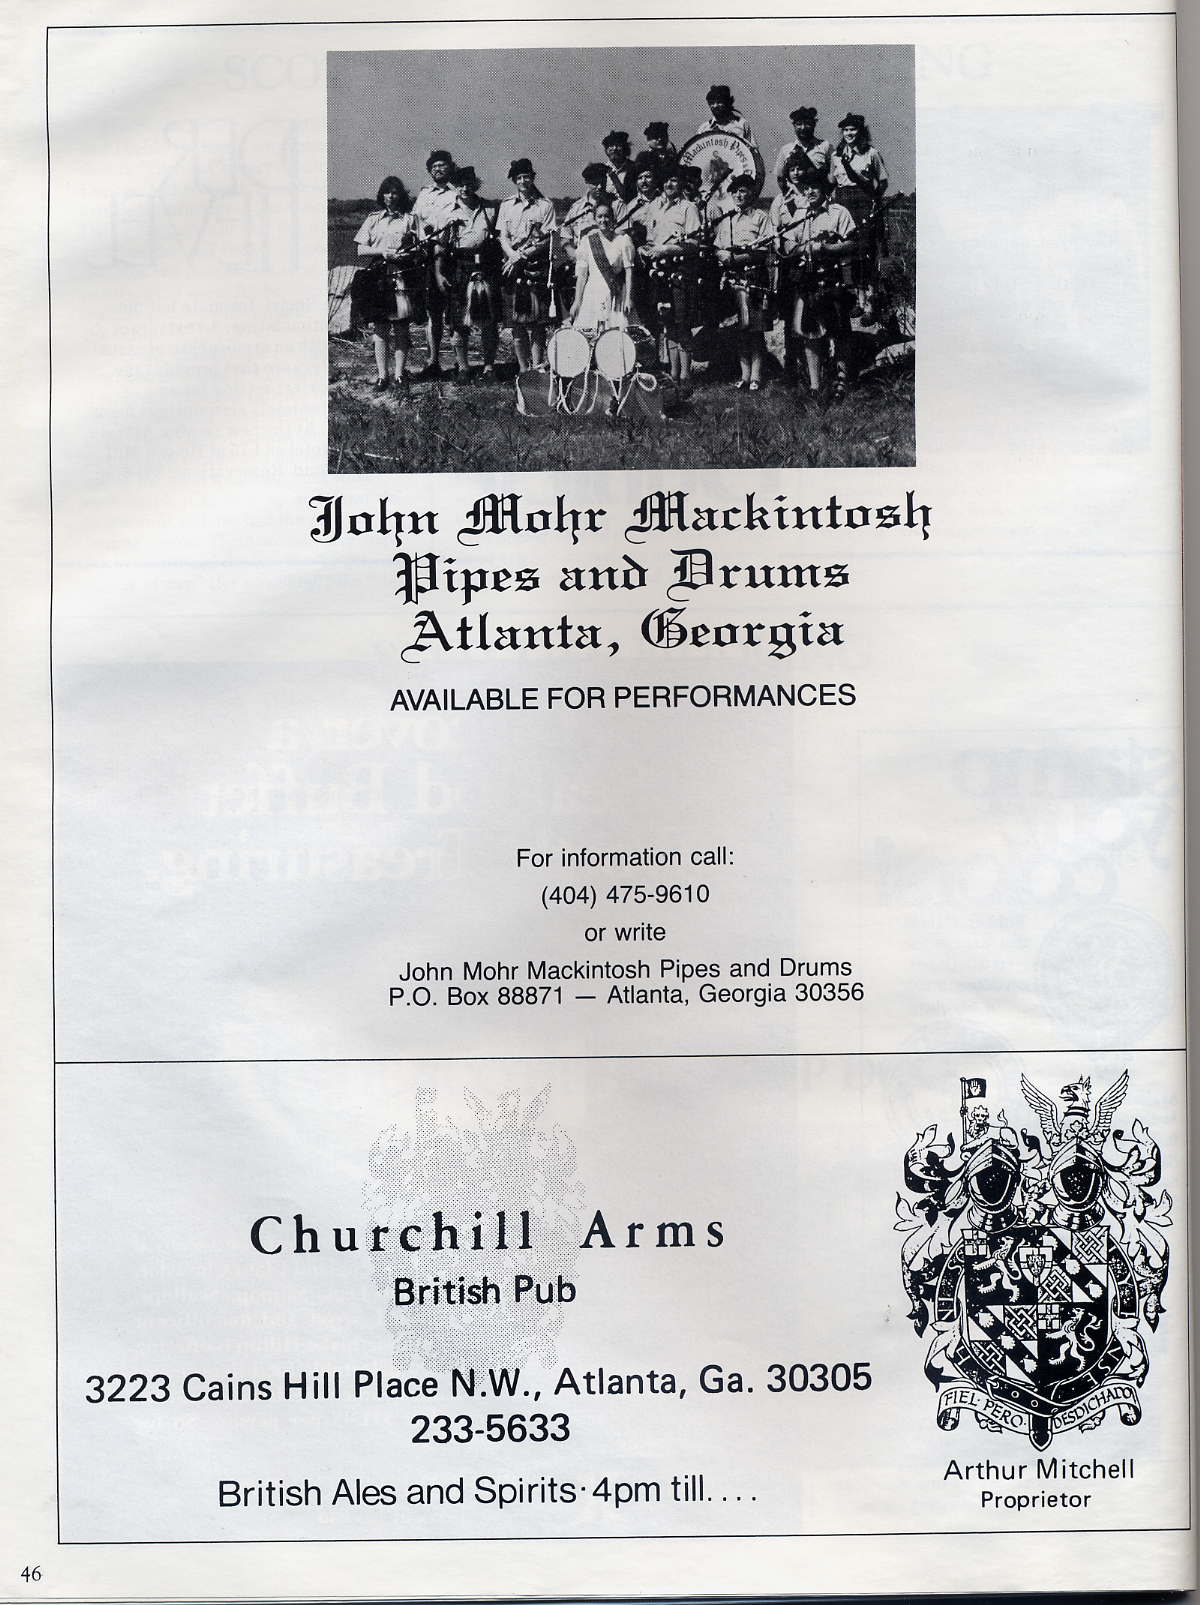 Mackintosh Pipes
John Mohr Mackintosh
Pipes and Drums
Atlanta, Georgia
AVAILABLE FOR PERFORMANCES
For information call:
(404) 475-9610
or write
John Mohr Mackintosh Pipes and Drums
P.O. Box 88871 — Atlanta, Georgia 30356
Churchill Arms
British Pub
3223 Cains Hill Place N.W., Atlanta, Ga. 30305
233-5633
British Ales and Spirits·4pm till....
FIEL·PERO·DESDICHADO
Arthur Mitchell
Proprietor
46